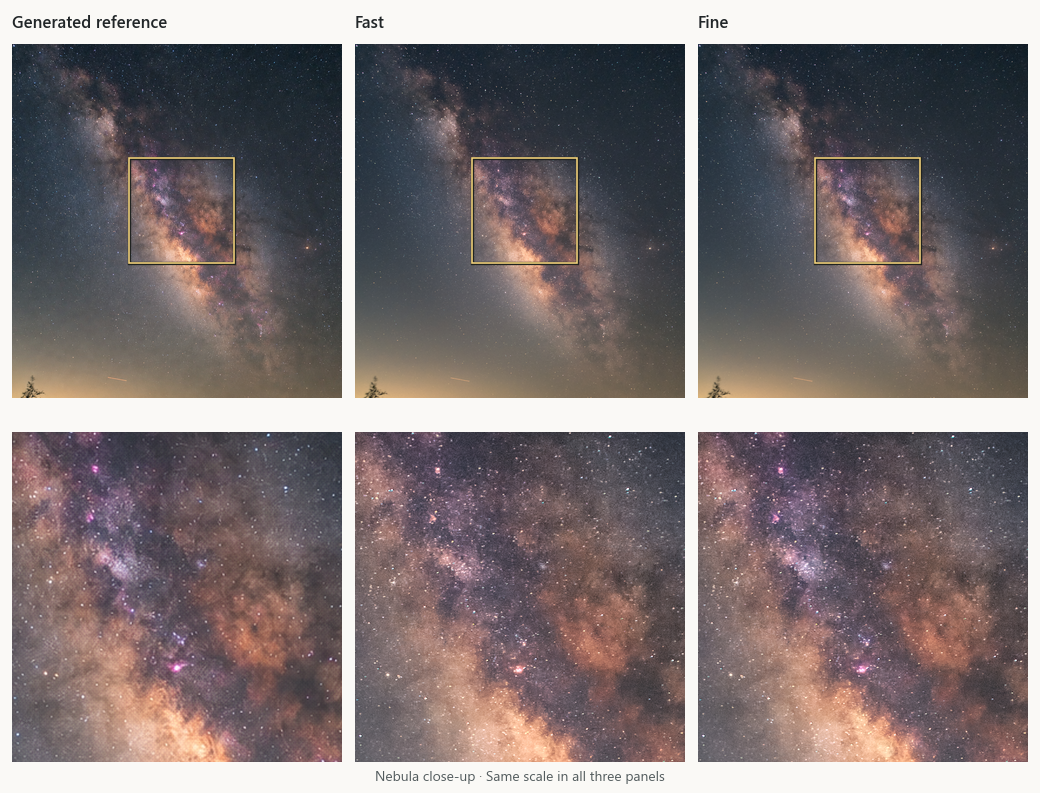 Generated reference
Fast
Fine
Nebula close-up · Same scale in all three panels